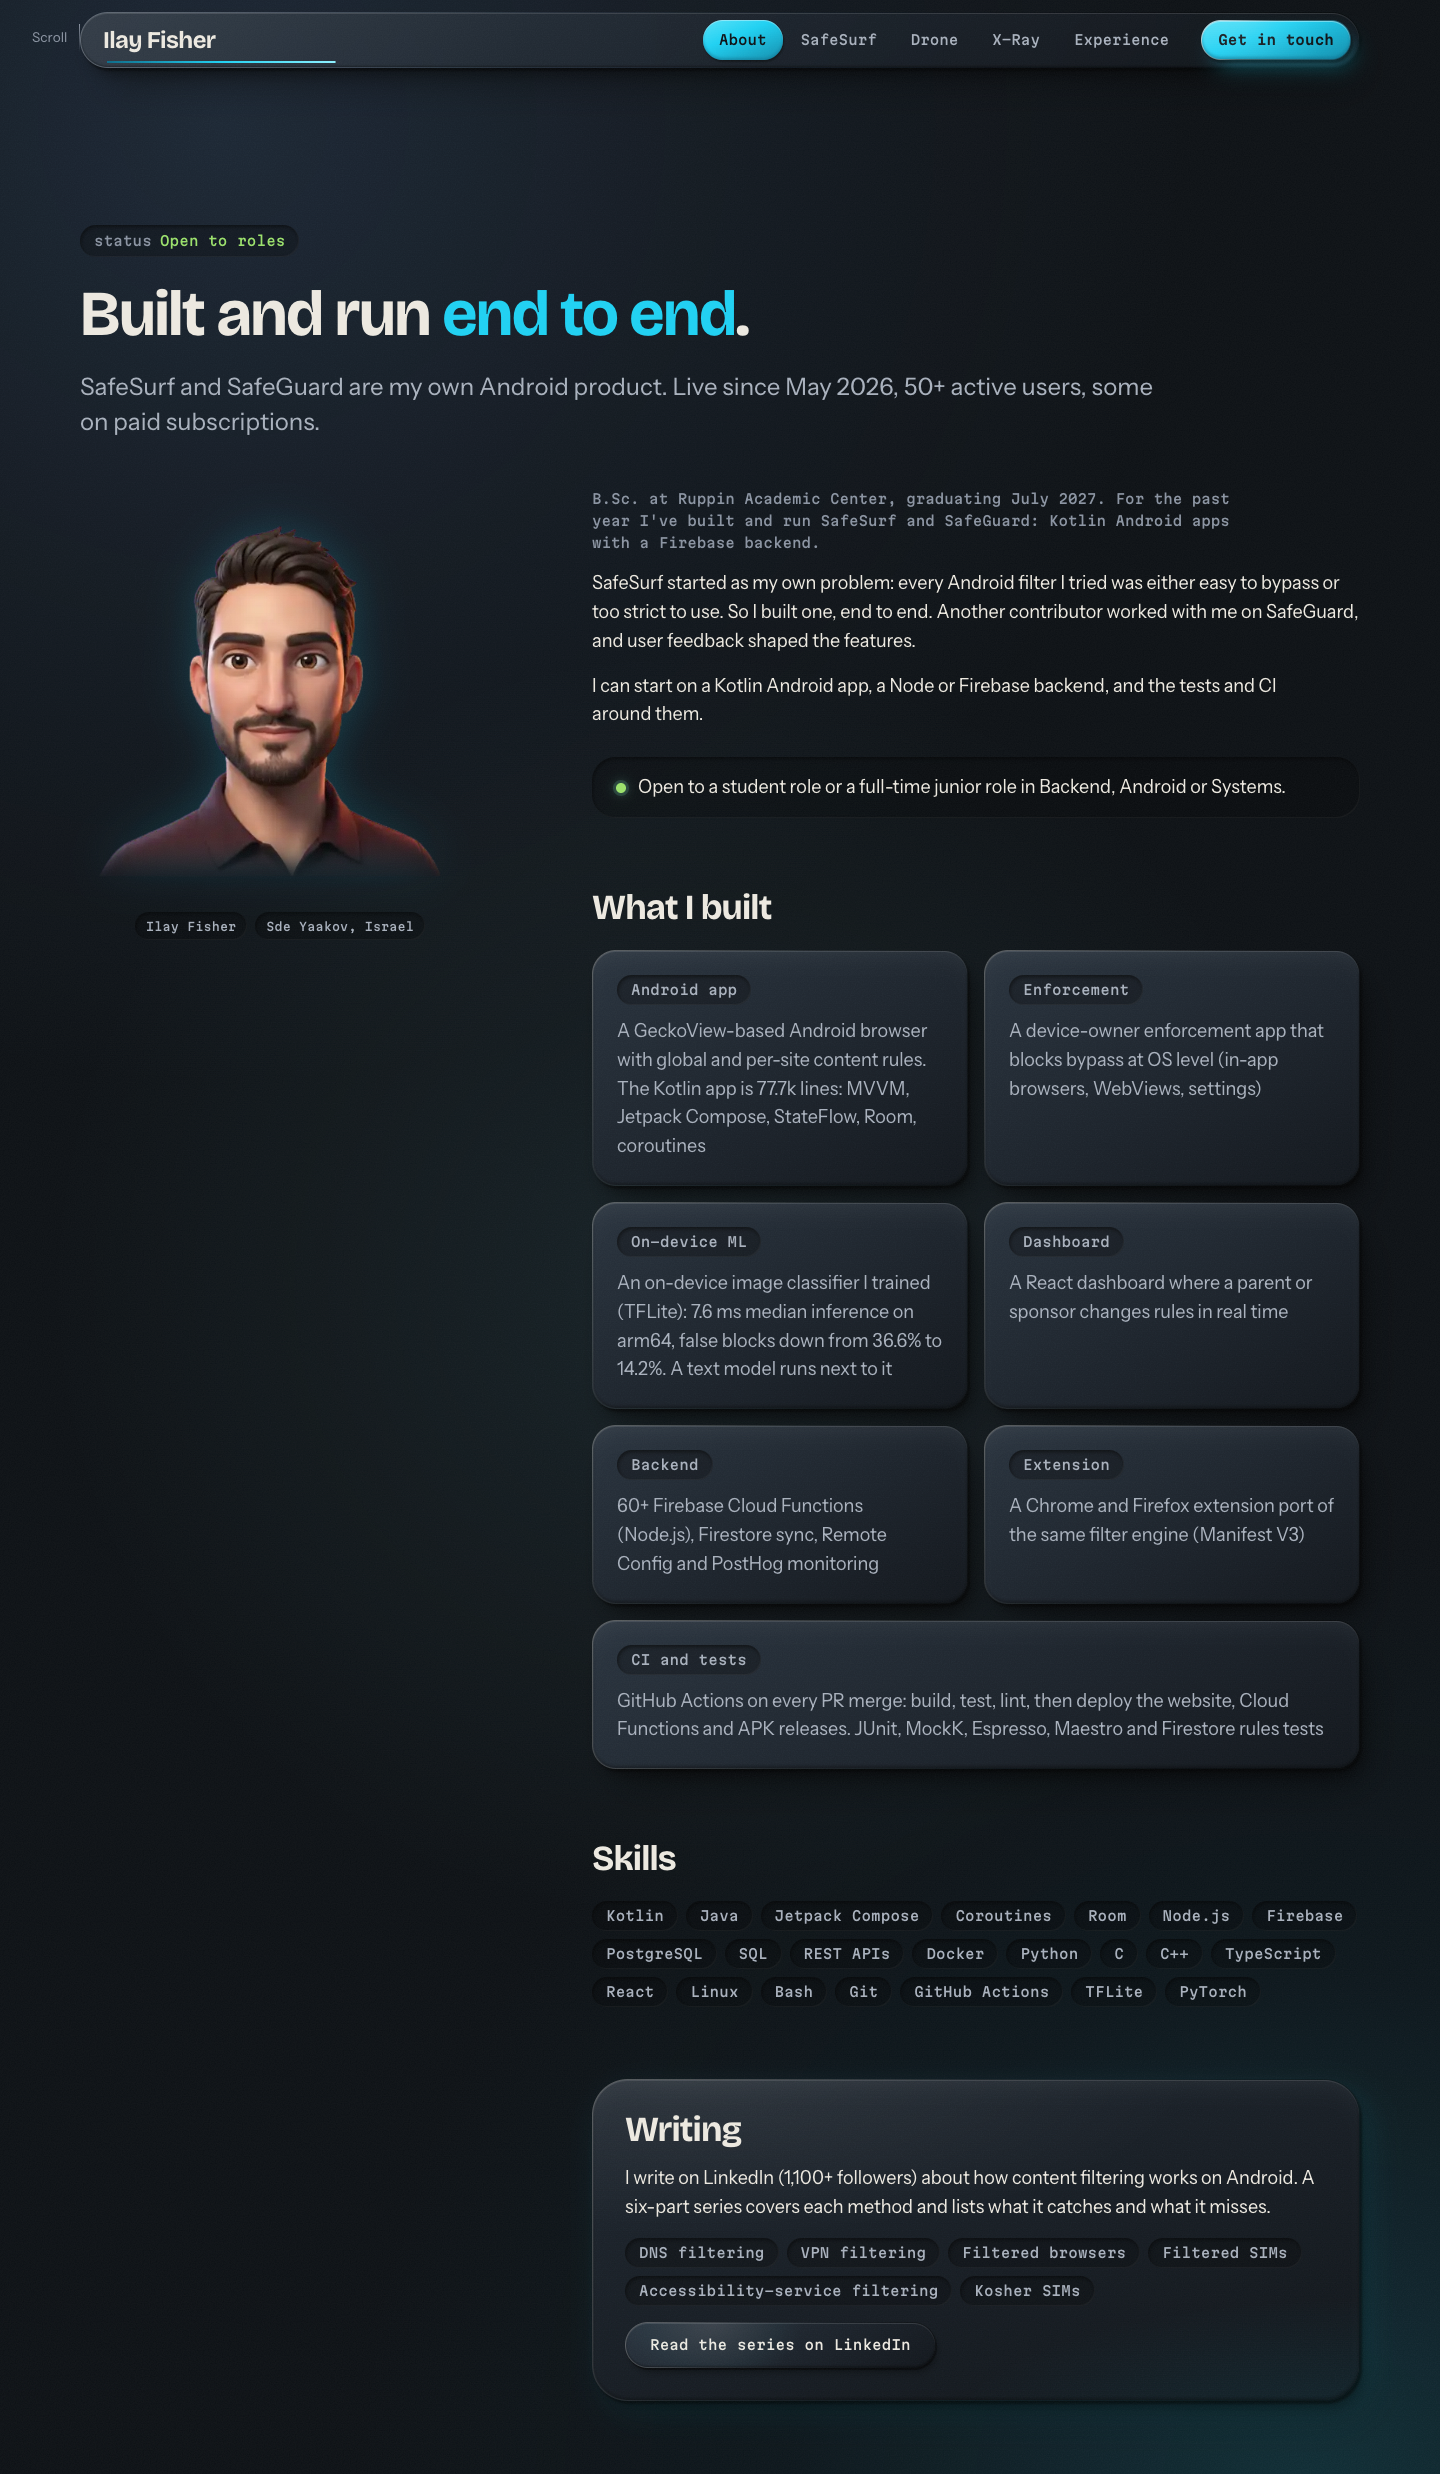 Scroll
Ilay Fisher
About
SafeSurf
Drone
X-Ray
Experience
Get in touch
status Open to roles
Built and run end to end.
SafeSurf and SafeGuard are my own Android product. Live since May 2026, 50+ active users, some
on paid subscriptions.
B.Sc. at Ruppin Academic Center, graduating July 2027. For the past
year I've built and run SafeSurf and SafeGuard: Kotlin Android apps
with a Firebase backend.
SafeSurf started as my own problem: every Android filter I tried was either easy to bypass or
too strict to use. So I built one, end to end. Another contributor worked with me on SafeGuard,
and user feedback shaped the features.
I can start on a Kotlin Android app, a Node or Firebase backend, and the tests and CI
around them.
Open to a student role or a full-time junior role in Backend, Android or Systems.
Ilay Fisher
Sde Yaakov, Israel
What I built
Android app
A GeckoView-based Android browser
with global and per-site content rules.
The Kotlin app is 77.7k lines: MVVM,
Jetpack Compose, StateFlow, Room,
coroutines
Enforcement
A device-owner enforcement app that
blocks bypass at OS level (in-app
browsers, WebViews, settings)
On-device ML
An on-device image classifier I trained
(TFLite): 7.6 ms median inference on
arm64, false blocks down from 36.6% to
14.2%. A text model runs next to it
Dashboard
A React dashboard where a parent or
sponsor changes rules in real time
Backend
60+ Firebase Cloud Functions
(Node.js), Firestore sync, Remote
Config and PostHog monitoring
Extension
A Chrome and Firefox extension port of
the same filter engine (Manifest V3)
CI and tests
GitHub Actions on every PR merge: build, test, lint, then deploy the website, Cloud
Functions and APK releases. JUnit, MockK, Espresso, Maestro and Firestore rules tests
Skills
Kotlin Java Jetpack Compose Coroutines Room Node.js Firebase
PostgreSQL SQL REST APIs Docker Python C C++ TypeScript
React Linux Bash Git GitHub Actions TFLite PyTorch
Writing
I write on LinkedIn (1,100+ followers) about how content filtering works on Android. A
six-part series covers each method and lists what it catches and what it misses.
DNS filtering VPN filtering Filtered browsers Filtered SIMs
Accessibility-service filtering Kosher SIMs
Read the series on LinkedIn